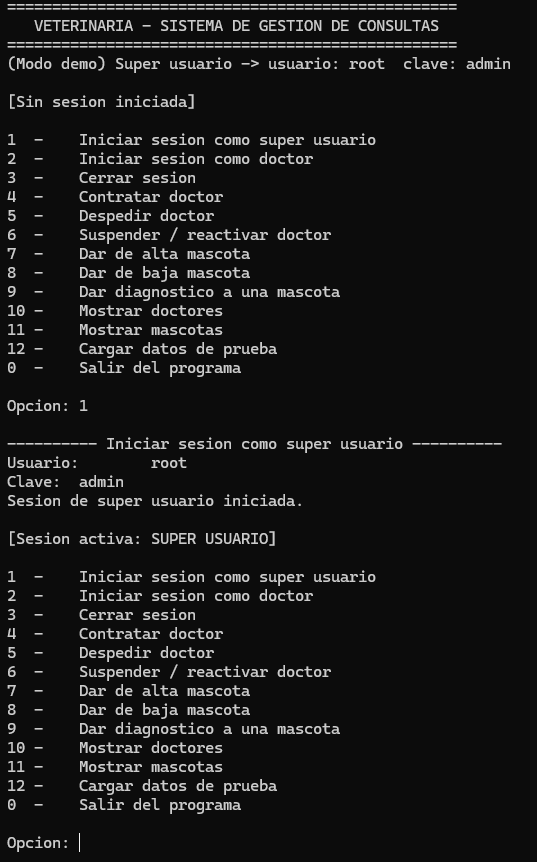 ==================================================
   VETERINARIA - SISTEMA DE GESTION DE CONSULTAS
==================================================
(Modo demo) Super usuario -> usuario: root  clave: admin

[Sin sesion iniciada]

1  -    Iniciar sesion como super usuario
2  -    Iniciar sesion como doctor
3  -    Cerrar sesion
4  -    Contratar doctor
5  -    Despedir doctor
6  -    Suspender / reactivar doctor
7  -    Dar de alta mascota
8  -    Dar de baja mascota
9  -    Dar diagnostico a una mascota
10 -    Mostrar doctores
11 -    Mostrar mascotas
12 -    Cargar datos de prueba
0  -    Salir del programa

Opcion: 1

---------- Iniciar sesion como super usuario ----------
Usuario:        root
Clave:  admin
Sesion de super usuario iniciada.

[Sesion activa: SUPER USUARIO]

1  -    Iniciar sesion como super usuario
2  -    Iniciar sesion como doctor
3  -    Cerrar sesion
4  -    Contratar doctor
5  -    Despedir doctor
6  -    Suspender / reactivar doctor
7  -    Dar de alta mascota
8  -    Dar de baja mascota
9  -    Dar diagnostico a una mascota
10 -    Mostrar doctores
11 -    Mostrar mascotas
12 -    Cargar datos de prueba
0  -    Salir del programa

Opcion: